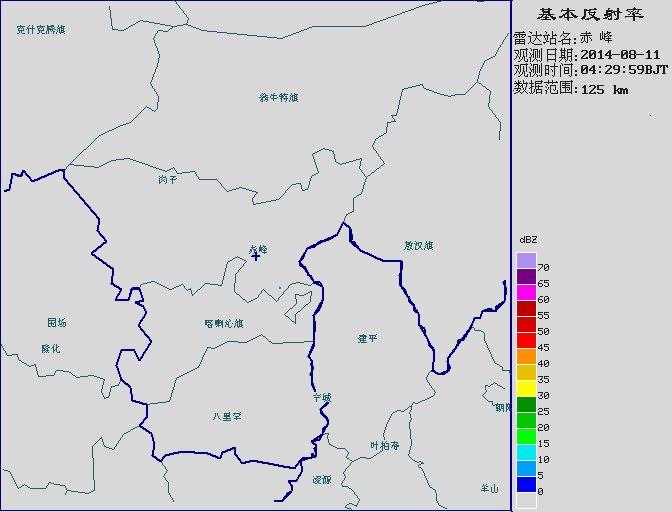 基本反射率
雷达站名:赤 峰
观测日期:2014-08-11
观测时间:04:29:59BJT
数据范围:125 km
克什克腾旗
翁牛特旗
岗子
赤峰
敖汉旗
围场
喀喇沁旗
建平
隆化
宁城
八里罕
朝阳
叶柏寿
凌源
羊山
dBZ
70
65
60
55
50
45
40
35
30
25
20
15
10
5
0